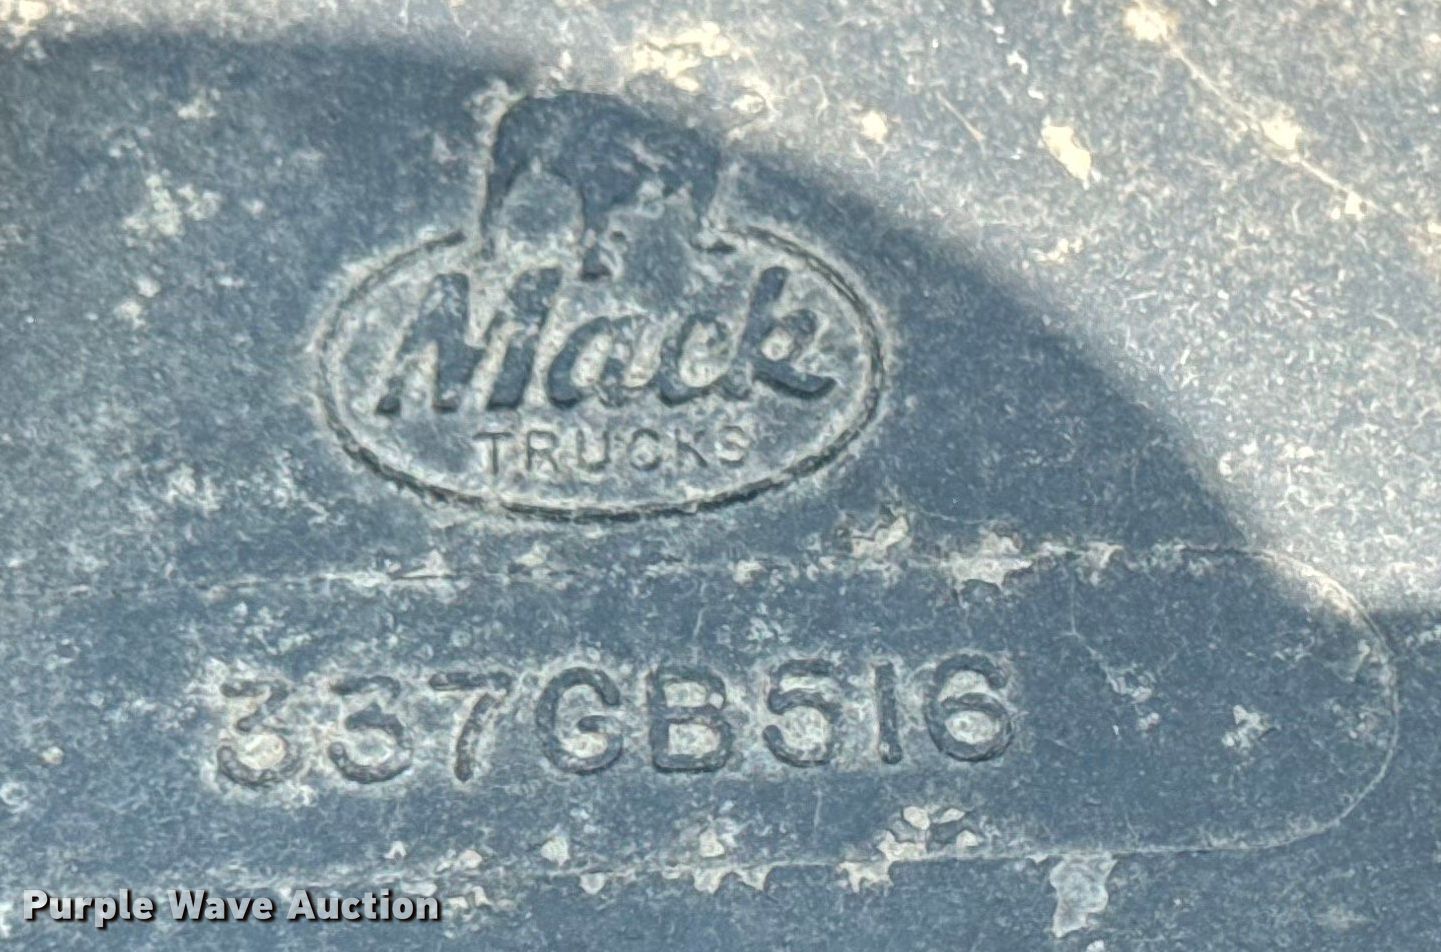 Mack
TRUCKS
337GB516
Purple Wave Auction